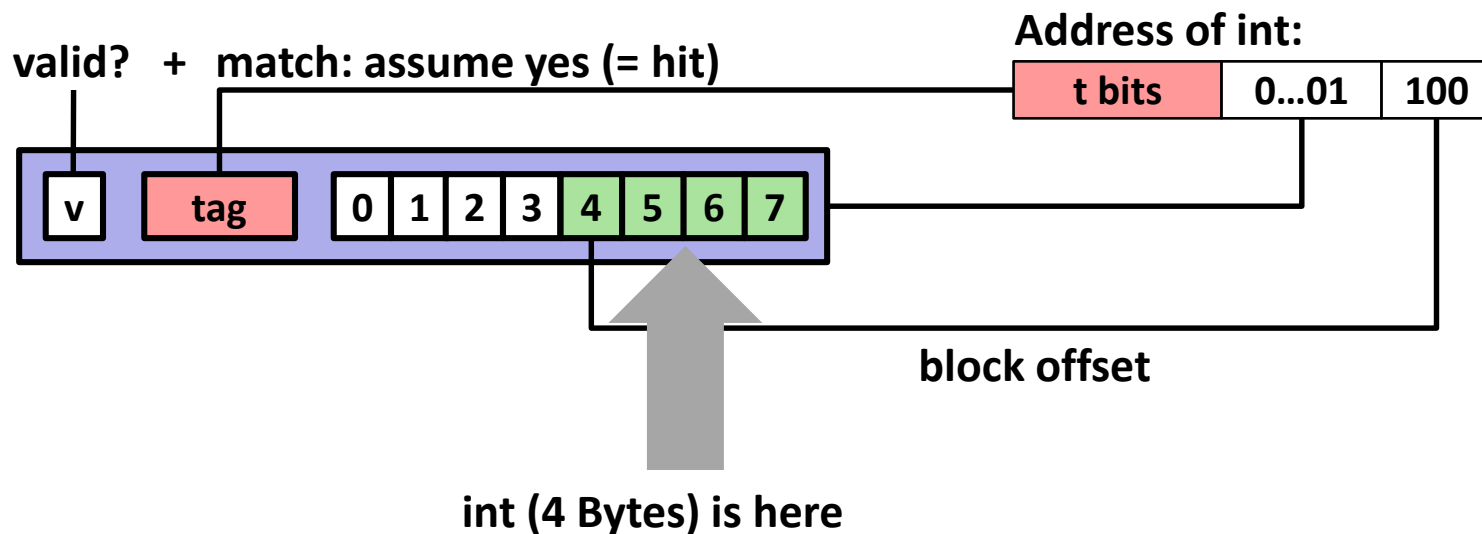 Address of int:
valid? + match: assume yes (= hit)
t bits 0...01 100
v tag 0 1 2 3 4 5 6 7
block offset
int (4 Bytes) is here